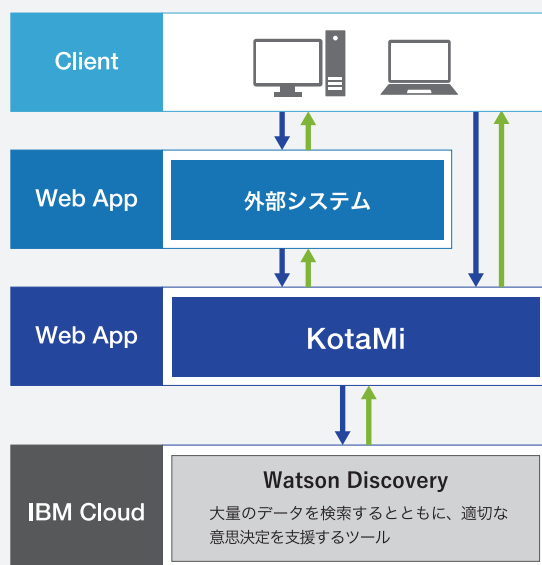 Client
Web App
外部システム
Web App
KotaMi
IBM Cloud
Watson Discovery
大量のデータを検索するとともに、適切な
意思決定を支援するツール